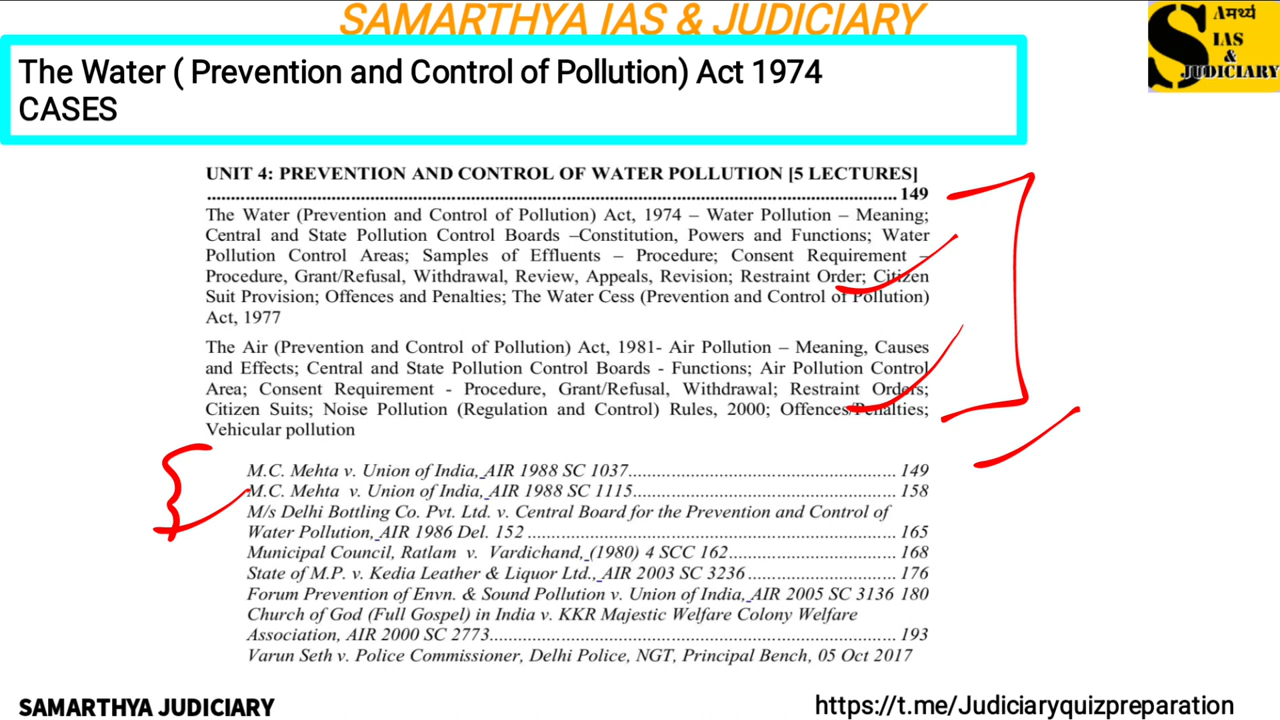 SAMARTHYA IAS & JUDICIARY
Sामर्थ्य
IAS
&
JUDICIARY
The Water ( Prevention and Control of Pollution) Act 1974
CASES
UNIT 4: PREVENTION AND CONTROL OF WATER POLLUTION [5 LECTURES]
................................................................ 149
The Water (Prevention and Control of Pollution) Act, 1974 – Water Pollution – Meaning;
Central and State Pollution Control Boards –Constitution, Powers and Functions; Water
Pollution Control Areas; Samples of Effluents – Procedure; Consent Requirement –
Procedure, Grant/Refusal, Withdrawal, Review, Appeals, Revision; Restraint Order; Citizen
Suit Provision; Offences and Penalties; The Water Cess (Prevention and Control of Pollution)
Act, 1977
The Air (Prevention and Control of Pollution) Act, 1981- Air Pollution – Meaning, Causes
and Effects; Central and State Pollution Control Boards - Functions; Air Pollution Control
Area; Consent Requirement - Procedure, Grant/Refusal, Withdrawal; Restraint Orders;
Citizen Suits; Noise Pollution (Regulation and Control) Rules, 2000; Offences/Penalties;
Vehicular pollution
M.C. Mehta v. Union of India, AIR 1988 SC 1037................................ 149
M.C. Mehta v. Union of India, AIR 1988 SC 1115................................ 158
M/s Delhi Bottling Co. Pvt. Ltd. v. Central Board for the Prevention and Control of
Water Pollution, AIR 1986 Del. 152 ................................ 165
Municipal Council, Ratlam v. Vardichand, (1980) 4 SCC 162................................ 168
State of M.P. v. Kedia Leather & Liquor Ltd., AIR 2003 SC 3236 ................................ 176
Forum Prevention of Envn. & Sound Pollution v. Union of India, AIR 2005 SC 3136 180
Church of God (Full Gospel) in India v. KKR Majestic Welfare Colony Welfare
Association, AIR 2000 SC 2773................................ 193
Varun Seth v. Police Commissioner, Delhi Police, NGT, Principal Bench, 05 Oct 2017
SAMARTHYA JUDICIARY
https://t.me/Judiciaryquizpreparation